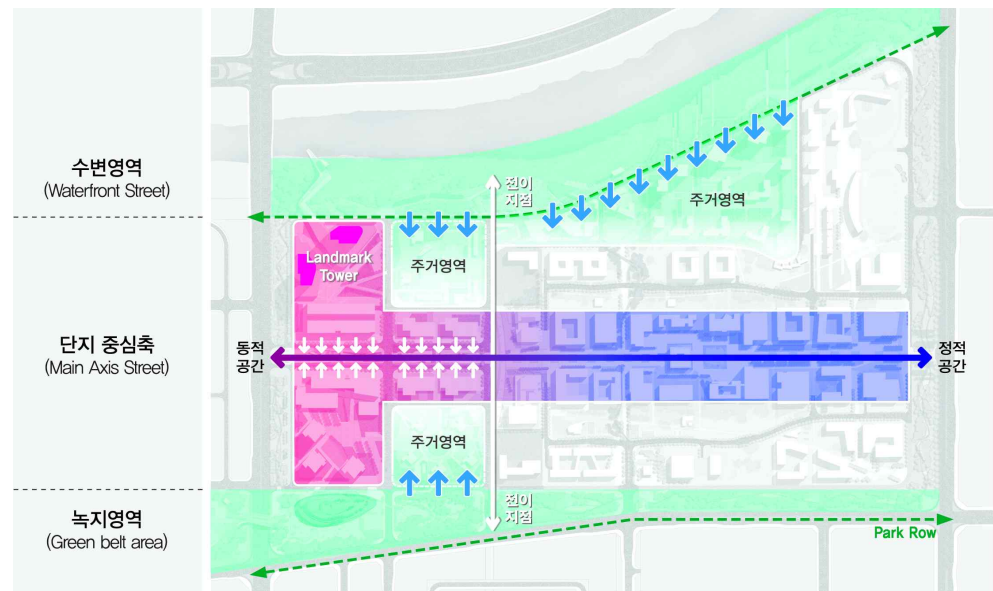 수변영역
(Waterfront Street)
단지 중심축
(Main Axis Street)
녹지영역
(Green belt area)
전이
지점
주거영역
Landmark
Tower
주거영역
동적
공간
정적
공간
주거영역
전이
지점
Park Row